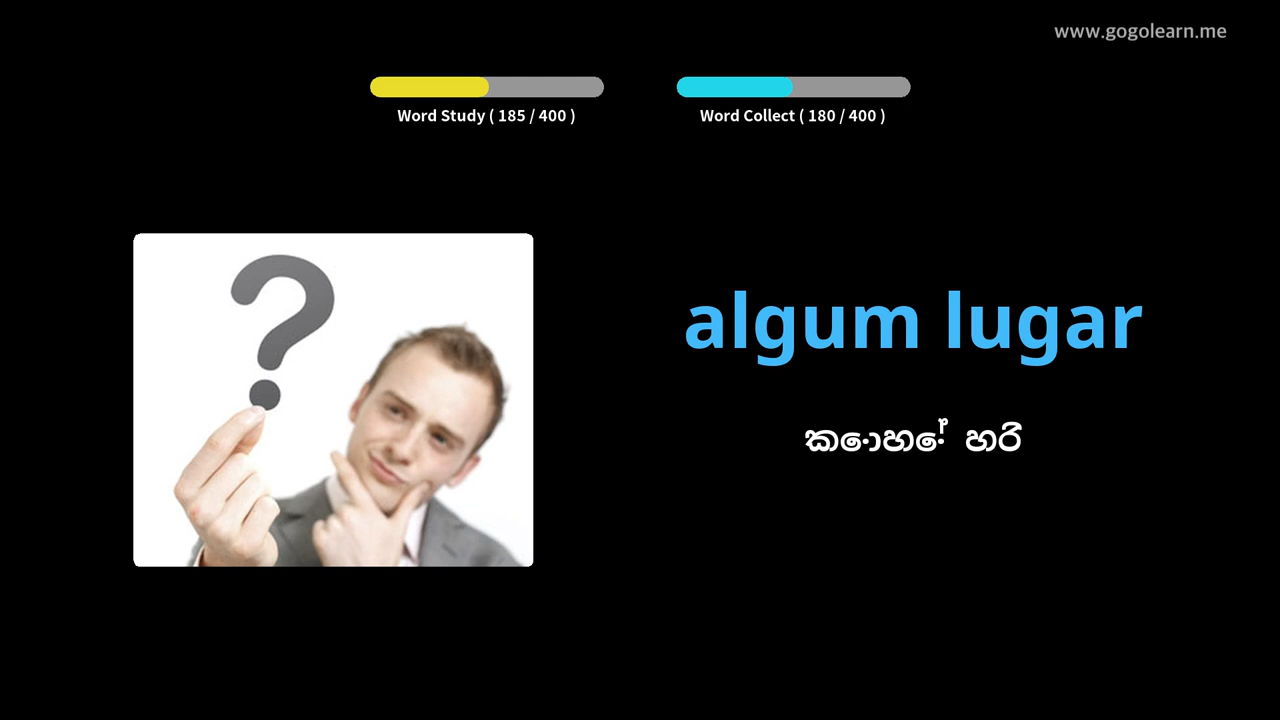 www.gogolearn.me
Word Study ( 185 / 400 )
Word Collect ( 180 / 400 )
algum lugar
කොහේ හරි